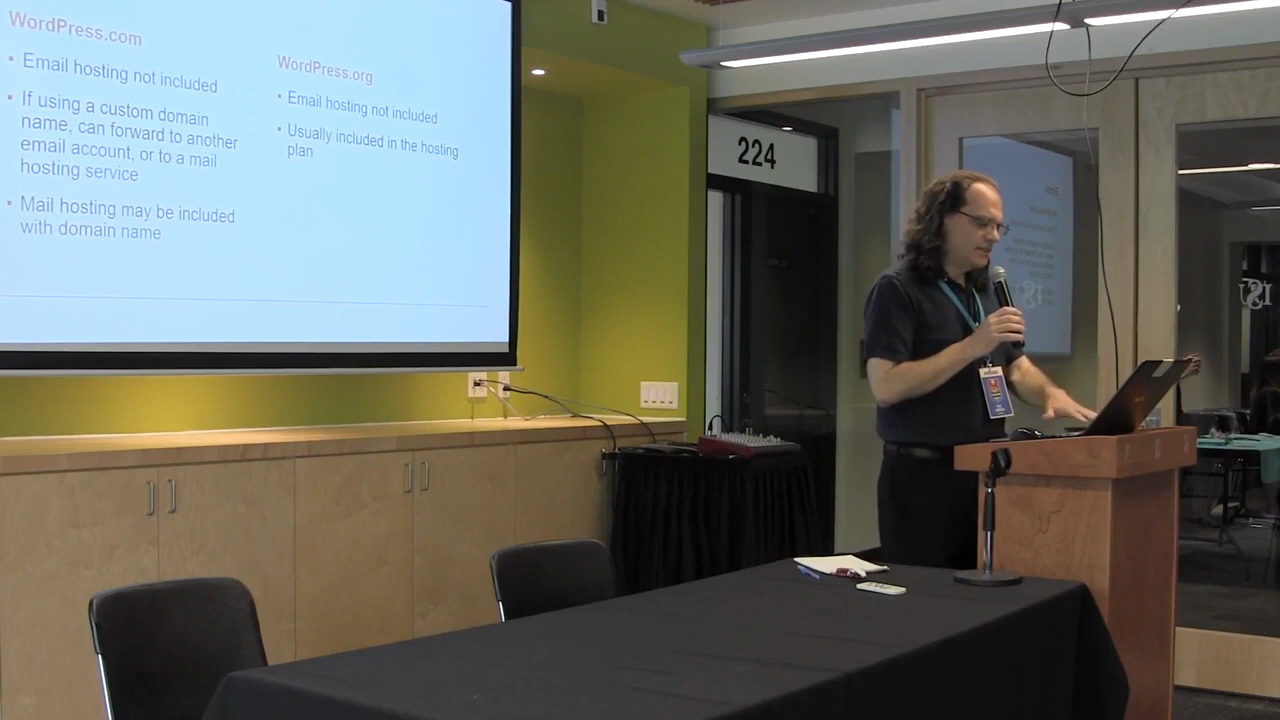 WordPress.com
Email hosting not included
If using a custom domain
name, can forward to another
email account, or to a mail
hosting service
Mail hosting may be included
with domain name
WordPress.org
Email hosting not included
Usually included in the hosting
plan
224